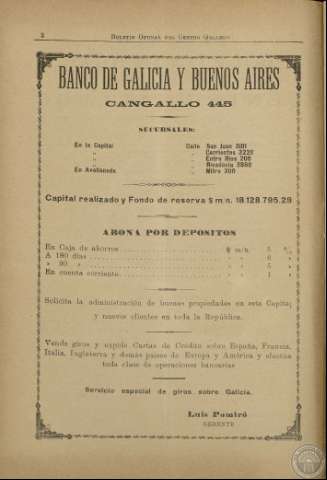 2 Boletín Oficial del Centro Gallego
BANCO DE GALICIA Y BUENOS AIRES
CANGALLO 445
SUCURSALES:
En la Capital Calle San Juan 3101
„ „ Corrientes 3220
„ „ Entre Rios 200
„ „ Rivadavia 3860
En Avellaneda „ Mitre 300
Capital realizado y Fondo de reserva $ m/n. 18.128.795.29
ABONA POR DEPOSITOS
En Caja de ahorros $ m/n. 5 %
A 180 días „ 6 „
» 90 » „ 5 „
En cuenta corriente „ 1 „
Solicita la administración de buenas propiedades en esta Capital
y nuevos clientes en toda la República.
Vende giros y expide Cartas de Crédito sobre España, Francia,
Italia, Inglaterra y demás países de Europa y América y efectúa
toda clase de operaciones bancarias
Servicio especial de giros sobre Galicia.
Luis Pomiró
GERENTE